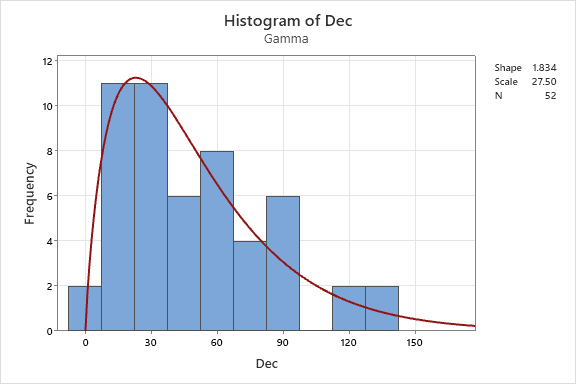 Histogram of Dec
Gamma
Shape 1.834
Scale 27.50
N 52
12
10
8
6
4
2
0
Frequency
0 30 60 90 120 150
Dec